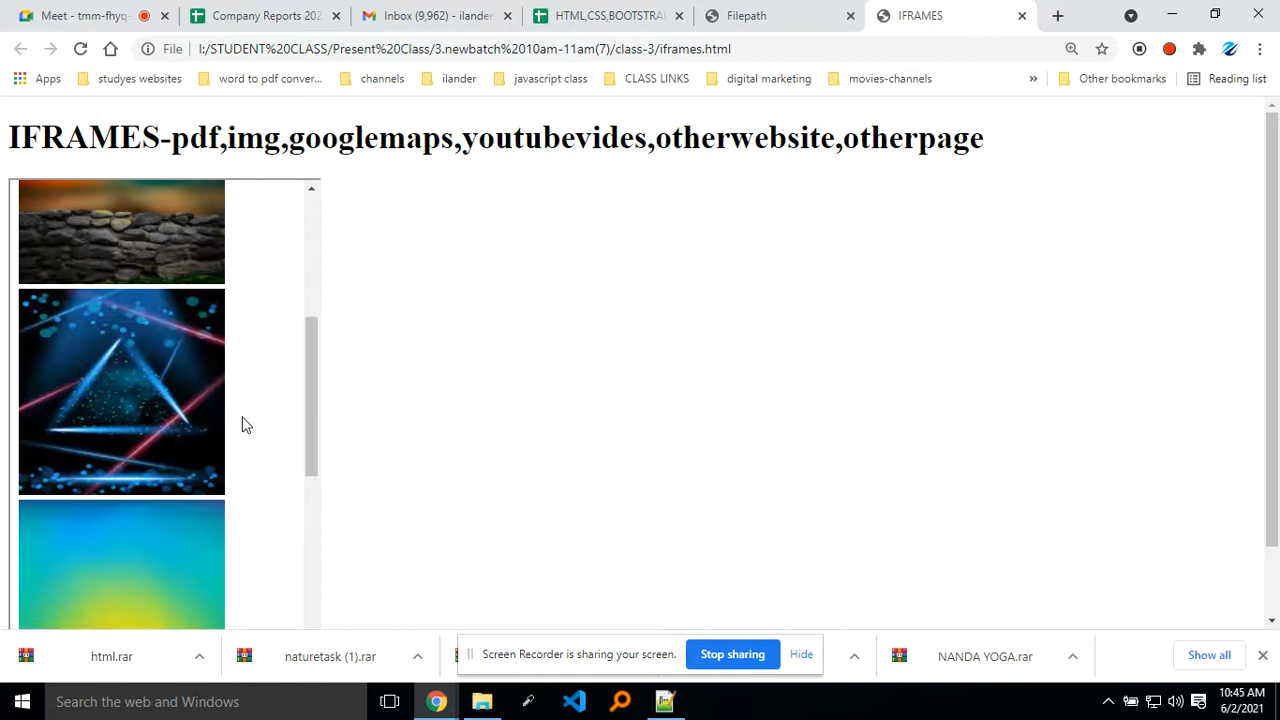 Meet - tmm-fhyq-
Company Reports 202
Inbox (9,962) - ilanden
HTML,CSS,BOOTSTRAP
Filepath
IFRAMES
File
I:/STUDENT%20CLASS/Present%20Class/3.newbatch%2010am-11am(7)/class-3/iframes.html
Apps
studyes websites
word to pdf conver...
channels
ilander
javascript class
CLASS LINKS
digital marketing
movies-channels
»
Other bookmarks
Reading list
IFRAMES-pdf,img,googlemaps,youtubevides,otherwebsite,otherpage
html.rar
naturetask (1).rar
Screen Recorder is sharing your screen.
Stop sharing
Hide
NANDA YOGA.rar
Show all
Search the web and Windows
10:45 AM
6/2/2021